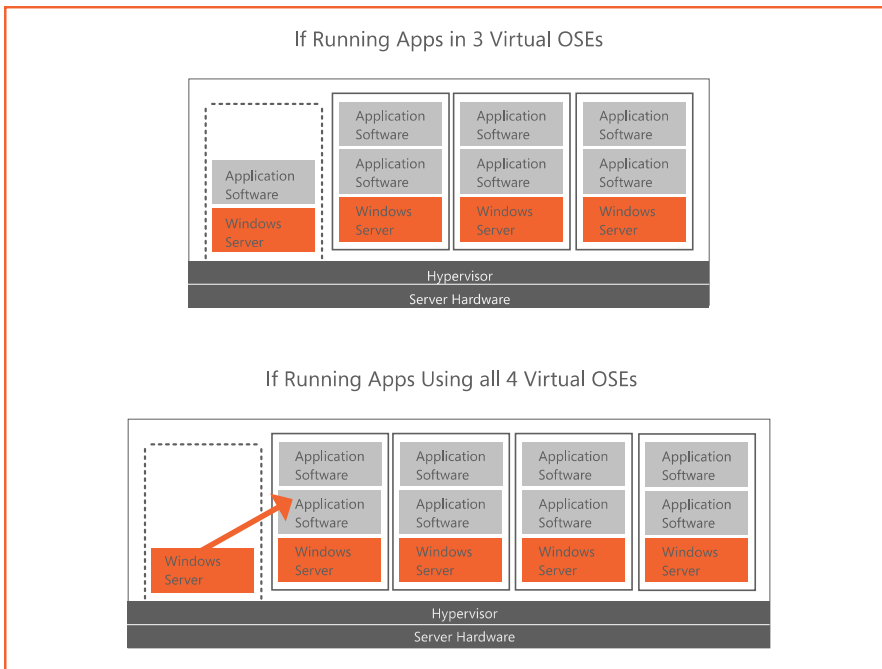 If Running Apps in 3 Virtual OSEs
Application
Software
Windows
Server
Application
Software
Application
Software
Windows
Server
Application
Software
Application
Software
Windows
Server
Application
Software
Application
Software
Windows
Server
Hypervisor
Server Hardware
If Running Apps Using all 4 Virtual OSEs
Windows
Server
Application
Software
Application
Software
Windows
Server
Application
Software
Application
Software
Windows
Server
Application
Software
Application
Software
Windows
Server
Application
Software
Application
Software
Windows
Server
Hypervisor
Server Hardware